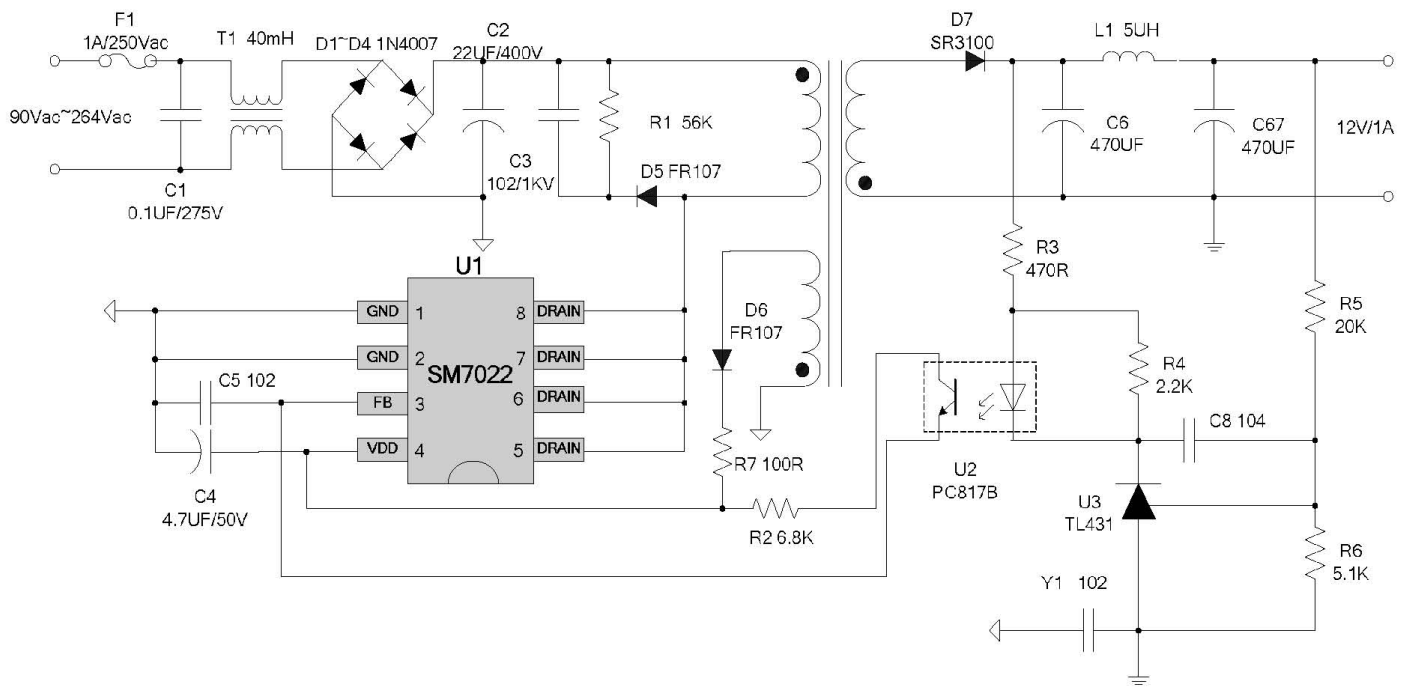 F1
1A/250Vac
T1 40mH
D1~D4 1N4007
C2
22UF/400V
D7
SR3100
L1 5UH
90Vac~264Vac
R1 56K
C6
470UF
C67
470UF
12V/1A
C1
0.1UF/275V
C3
102/1KV
D5 FR107
U1
R3
470R
GND 1
8 DRAIN
D6
FR107
R5
20K
GND 2
7 DRAIN
SM7022
R4
2.2K
C5 102
FB 3
6 DRAIN
C8 104
VDD 4
5 DRAIN
R7 100R
U2
PC817B
C4
4.7UF/50V
U3
TL431
R2 6.8K
R6
5.1K
Y1 102